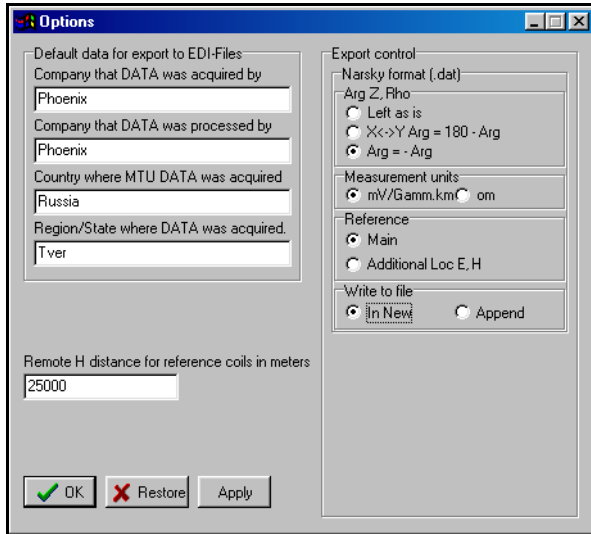 Options
Default data for export to EDI-Files
Company that DATA was acquired by
Phoenix
Company that DATA was processed by
Phoenix
Country where MTU DATA was acquired
Russia
Region/State where DATA was acquired.
Tver
Remote H distance for reference coils in meters
25000
OK
Restore
Apply
Export control
Narsky format (.dat)
Arg Z, Rho
Left as is
X<->Y Arg = 180 - Arg
Arg = - Arg
Measurement units
mV/Gamm.km om
Reference
Main
Additional Loc E, H
Write to file
In New Append